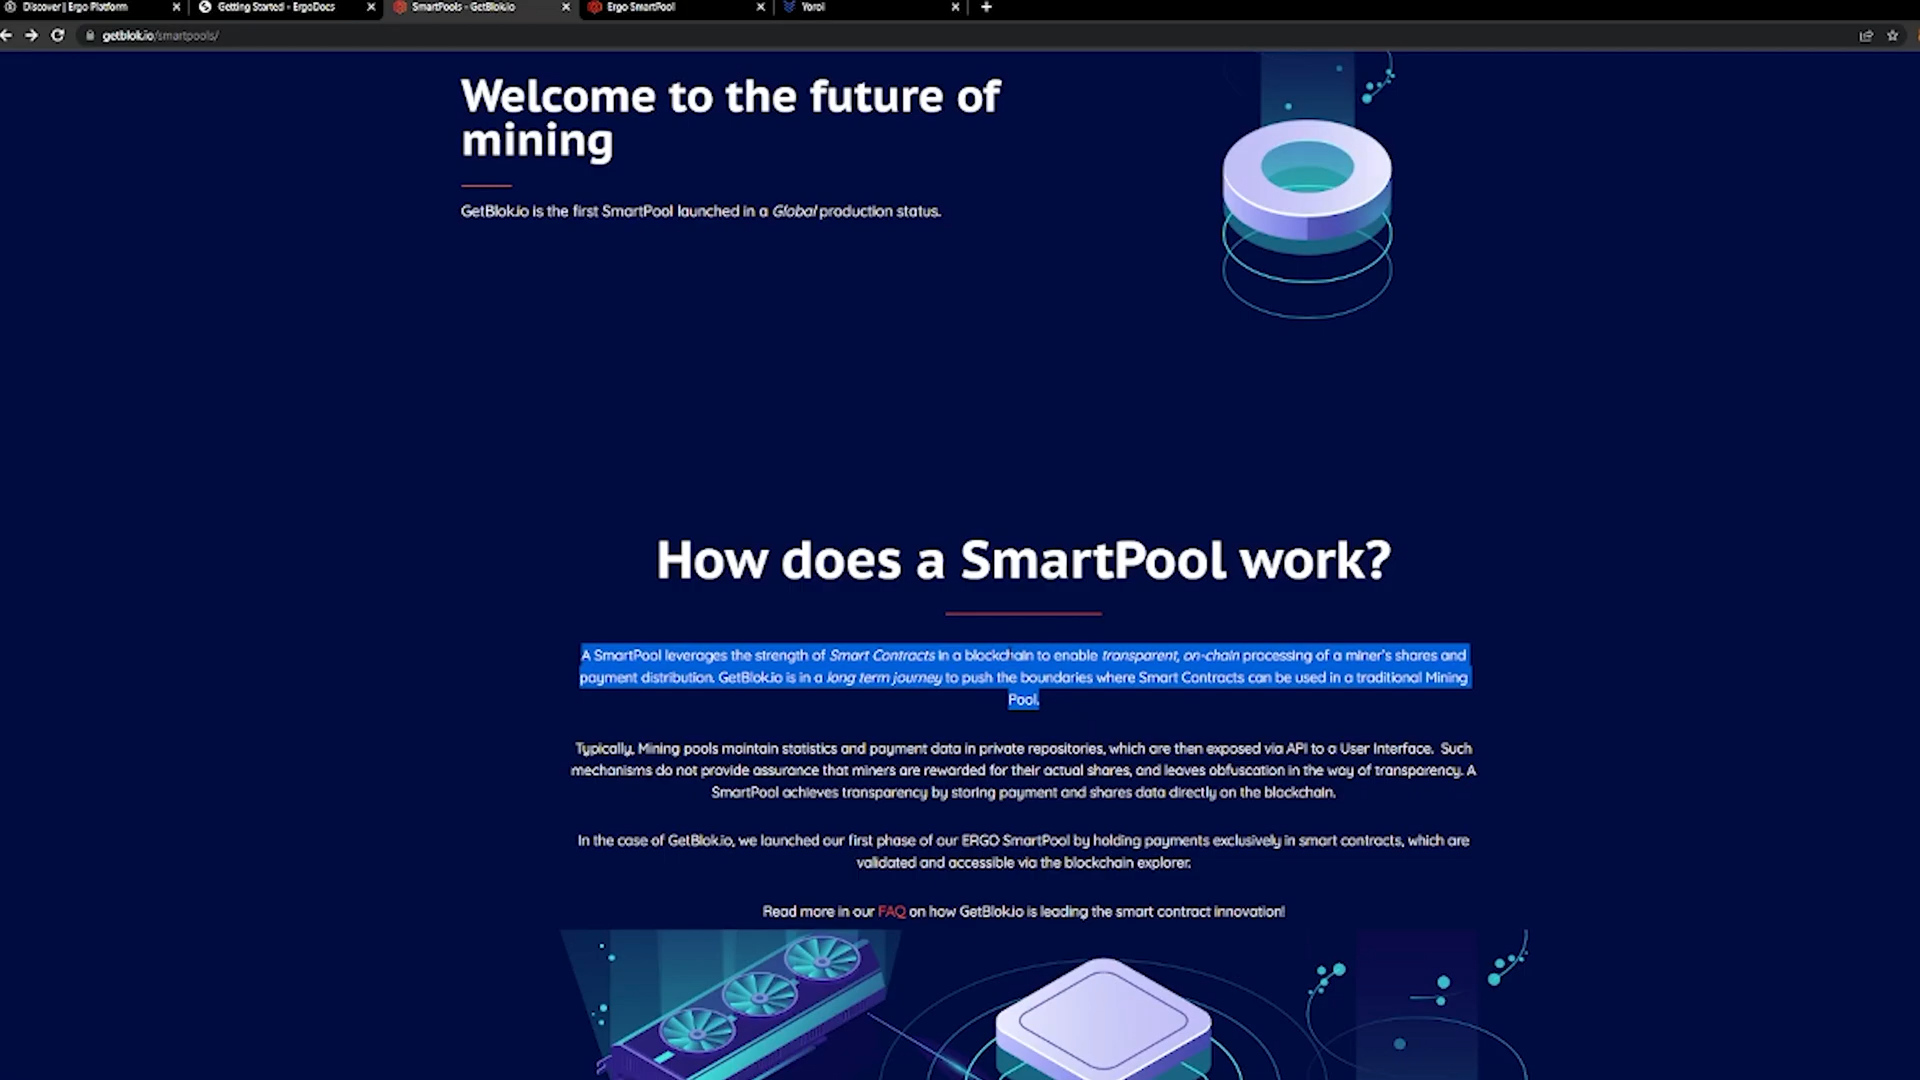 Discover | Ergo Platform
Getting Started - ErgoDocs
SmartPools - GetBlok.io
Ergo SmartPool
Yoroi
getblok.io/smartpools/
Welcome to the future of
mining
GetBlok.io is the first SmartPool launched in a Global production status.
How does a SmartPool work?
A SmartPool leverages the strength of Smart Contracts in a blockchain to enable transparent, on-chain processing of a miner's shares and
payment distribution. GetBlok.io is in a long term journey to push the boundaries where Smart Contracts can be used in a traditional Mining
Pool.
Typically, Mining pools maintain statistics and payment data in private repositories, which are then exposed via API to a User Interface. Such
mechanisms do not provide assurance that miners are rewarded for their actual shares, and leaves obfuscation in the way of transparency. A
SmartPool achieves transparency by storing payment and shares data directly on the blockchain.
In the case of GetBlok.io, we launched our first phase of our ERGO SmartPool by holding payments exclusively in smart contracts, which are
validated and accessible via the blockchain explorer.
Read more in our FAQ on how GetBlok.io is leading the smart contract innovation!